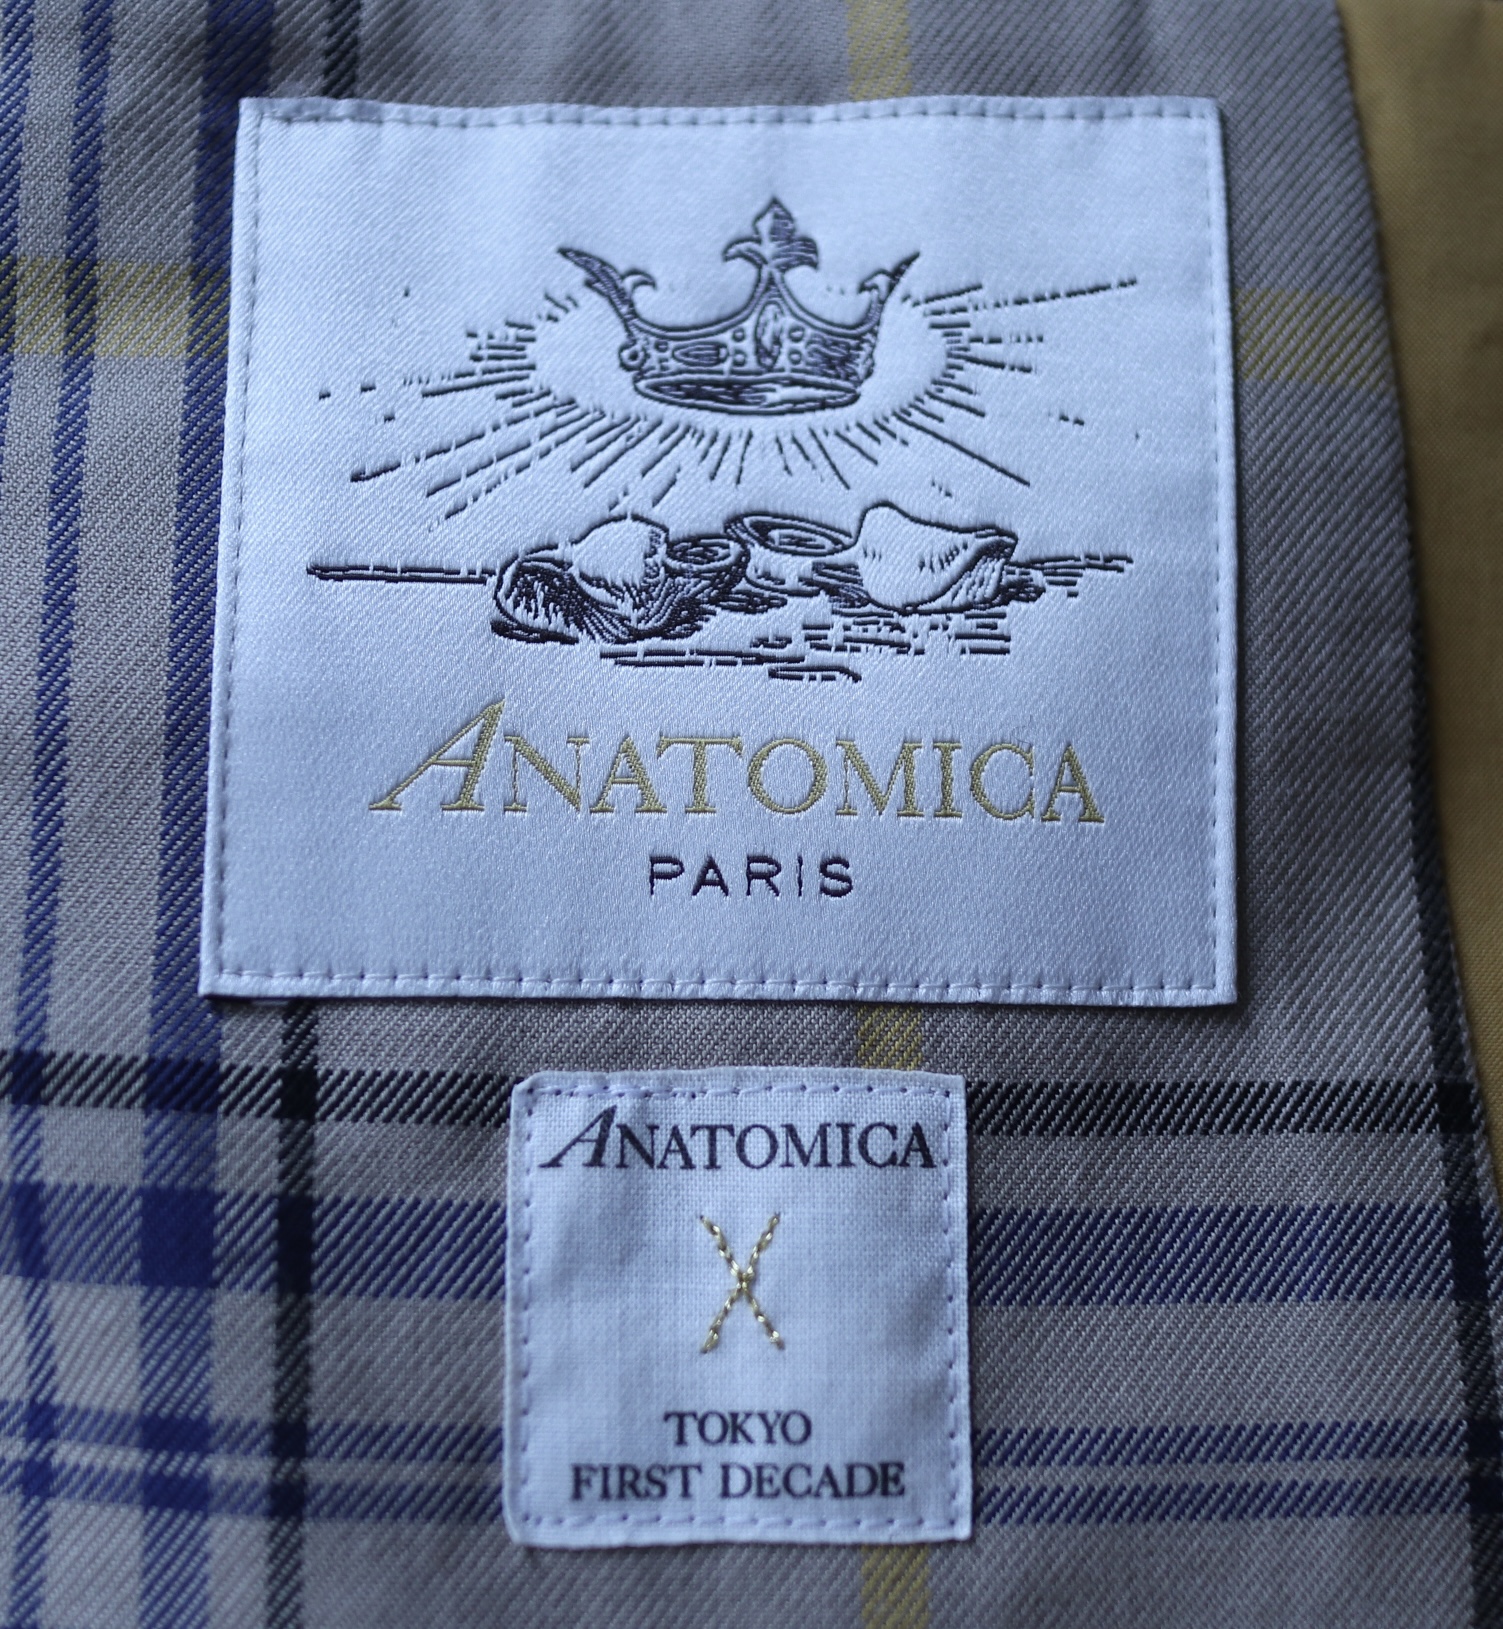 ANATOMICA
PARIS
ANATOMICA
X
TOKYO
FIRST DECADE